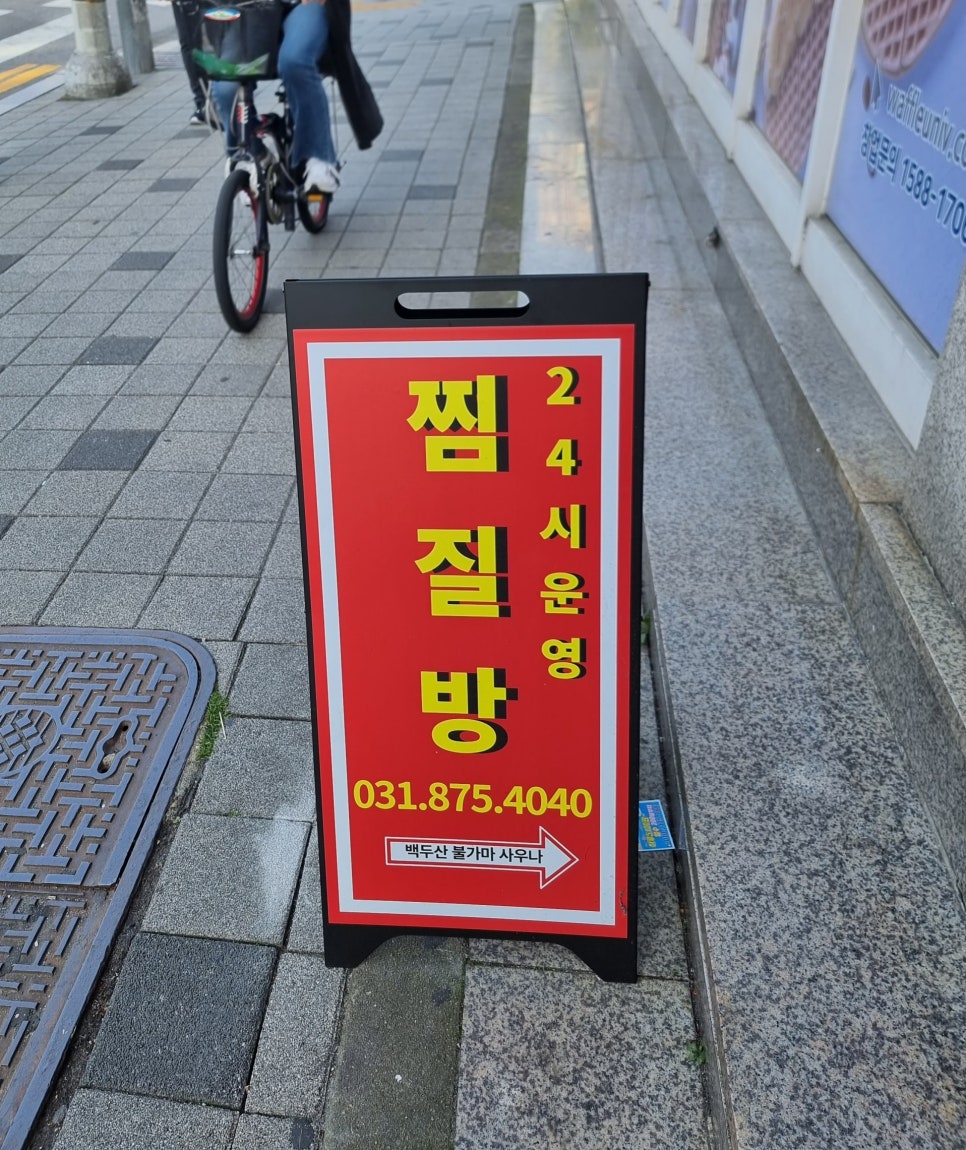 24시운영
찜질방
031.875.4040
백두산 불가마 사우나
waffleuniv.c
창업문의 1588-170